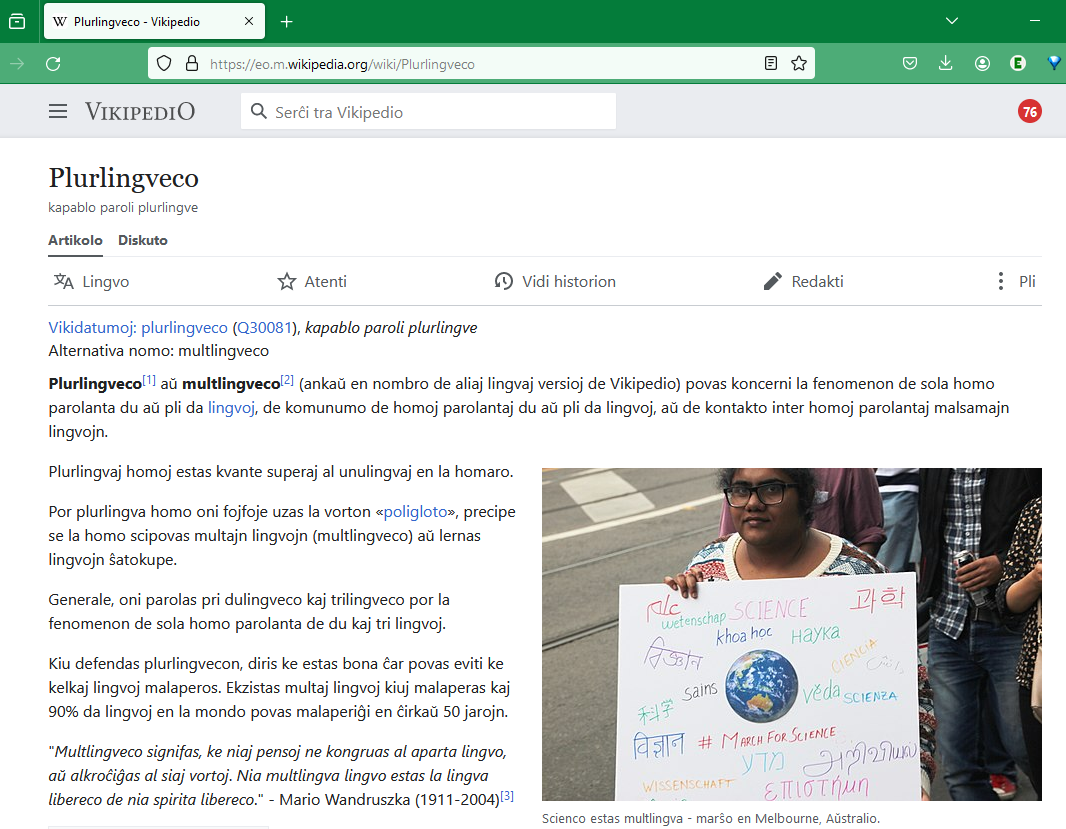 Plurlingveco - Vikipedio
https://eo.m.wikipedia.org/wiki/Plurlingveco
VIKIPEDIO
Serĉi tra Vikipedio
76
Plurlingveco
kapablo paroli plurlingve
Artikolo Diskuto
Lingvo Atenti Vidi historion Redakti Pli
Vikidatumoj: plurlingveco (Q30081), kapablo paroli plurlingve
Alternativa nomo: multlingveco
Plurlingveco[1] aŭ multlingveco[2] (ankaŭ en nombro de aliaj lingvaj versioj de Vikipedio) povas koncerni la fenomenon de sola homo
parolanta du aŭ pli da lingvoj, de komunumo de homoj parolantaj du aŭ pli da lingvoj, aŭ de kontakto inter homoj parolantaj malsamajn
lingvojn.
Plurlingvaj homoj estas kvante superaj al unulingvaj en la homaro.
Por plurlingva homo oni fojfoje uzas la vorton «poligloto», precipe
se la homo scipovas multajn lingvojn (multlingveco) aŭ lernas
lingvojn ŝatokupe.
Generale, oni parolas pri dulingveco kaj trilingveco por la
fenomenon de sola homo parolanta de du kaj tri lingvoj.
Kiu defendas plurlingvecon, diris ke estas bona ĉar povas eviti ke
kelkaj lingvoj malaperos. Ekzistas multaj lingvoj kiuj malaperas kaj
90% da lingvoj en la mondo povas malaperiĝi en ĉirkaŭ 50 jarojn.
"Multlingveco signifas, ke niaj pensoj ne kongruas al aparta lingvo,
aŭ alkroĉiĝas al siaj vortoj. Nia multlingva lingvo estas la lingva
libereco de nia spirita libereco." - Mario Wandruszka (1911-2004)[3]
wetenschap SCIENCE 과학
khoa học НАУКА
বিজ্ঞান CIENCIA
sains
věda SCIENZA
科学
विज्ञान # MARCH FOR SCIENCE
מדע அறிவியல்
WISSENSCHAFT επιστήμη
Scienco estas multlingva - marŝo en Melbourne, Aŭstralio.